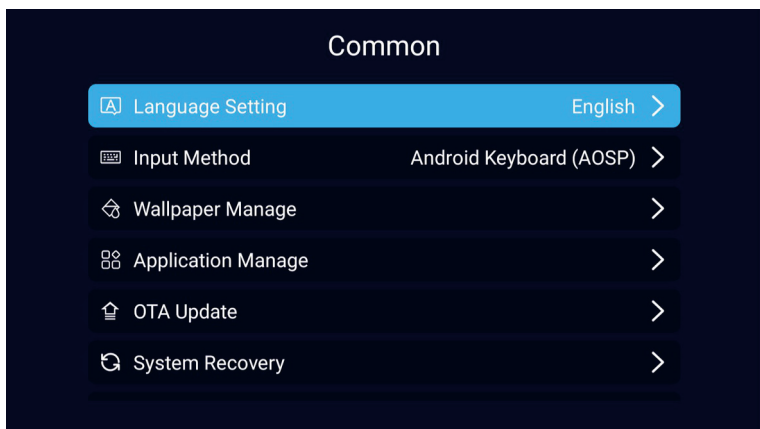 Common
Language Setting English
Input Method Android Keyboard (AOSP)
Wallpaper Manage
Application Manage
OTA Update
System Recovery